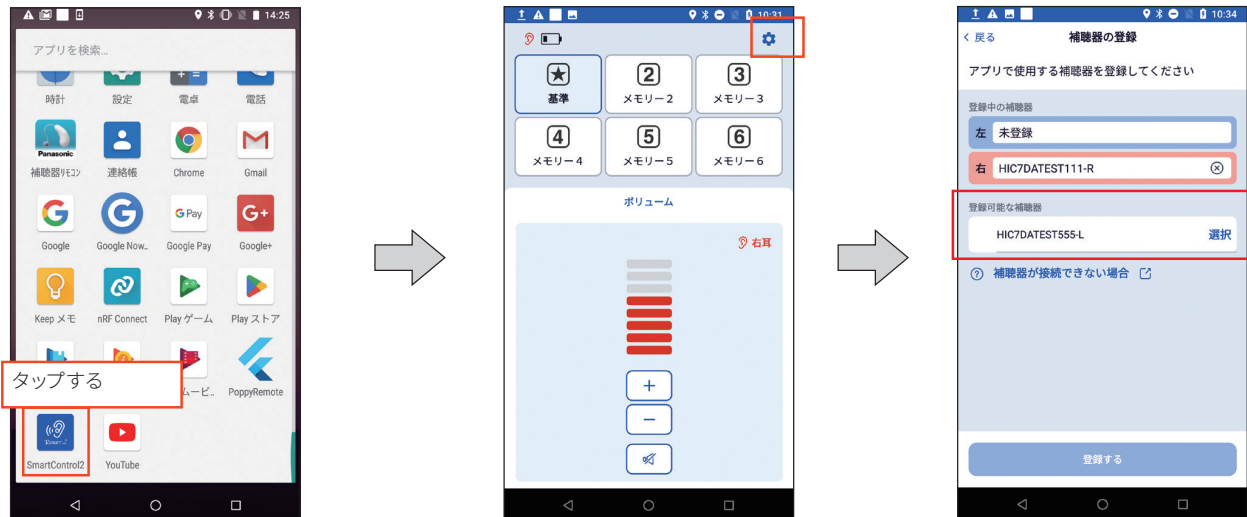 14:25
アプリを検索...
時計
設定
電卓
電話
Panasonic
補聴器リモコン
連絡帳
Chrome
Gmail
Google
Google Now..
G Pay
Google Pay
G+
Google+
Keep メモ
nRF Connect
Play ゲーム
Play ストア
タップする
ムービ..
PoppyRemote
SmartControl2
YouTube
10:31
基準
2
メモリー2
3
メモリー3
4
メモリー4
5
メモリー5
6
メモリー6
ボリューム
右耳
+
−
10:34
< 戻る
補聴器の登録
アプリで使用する補聴器を登録してください
登録中の補聴器
左 未登録
右 HIC7DATEST111-R
登録可能な補聴器
HIC7DATEST555-L 選択
? 補聴器が接続できない場合
登録する